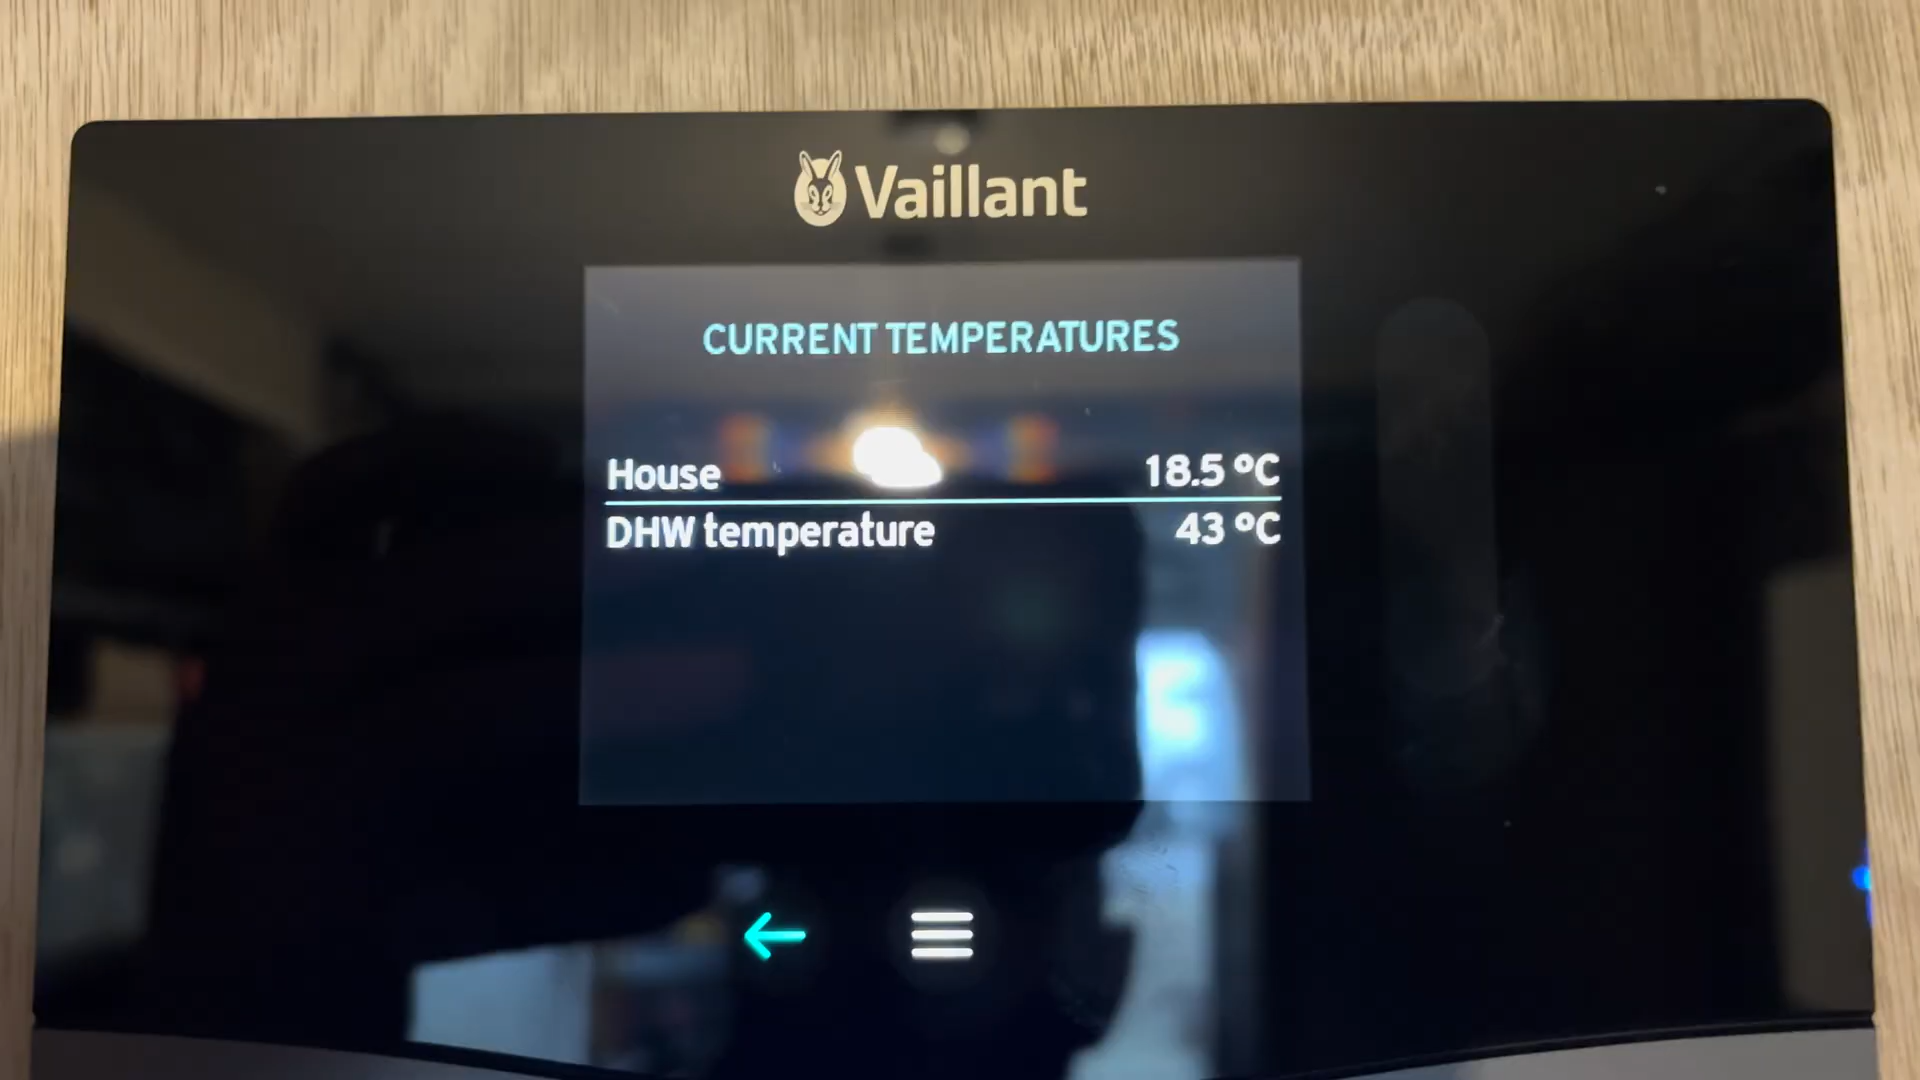 Vaillant
CURRENT TEMPERATURES
House 18.5 °C
DHW temperature 43 °C